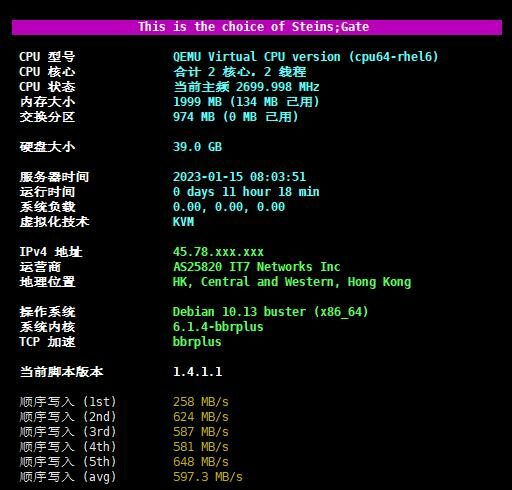 This is the choice of Steins;Gate
CPU 型号 QEMU Virtual CPU version (cpu64-rhel6)
CPU 核心 合计 2 核心, 2 线程
CPU 状态 当前主频 2699.998 MHz
内存大小 1999 MB (134 MB 已用)
交换分区 974 MB (0 MB 已用)
硬盘大小 39.0 GB
服务器时间 2023-01-15 08:03:51
运行时间 0 days 11 hour 18 min
系统负载 0.00, 0.00, 0.00
虚拟化技术 KVM
IPv4 地址 45.78.xxx.xxx
运营商 AS25820 IT7 Networks Inc
地理位置 HK, Central and Western, Hong Kong
操作系统 Debian 10.13 buster (x86_64)
系统内核 6.1.4-bbrplus
TCP 加速 bbrplus
当前脚本版本 1.4.1.1
顺序写入 (1st) 258 MB/s
顺序写入 (2nd) 624 MB/s
顺序写入 (3rd) 587 MB/s
顺序写入 (4th) 581 MB/s
顺序写入 (5th) 648 MB/s
顺序写入 (avg) 597.3 MB/s